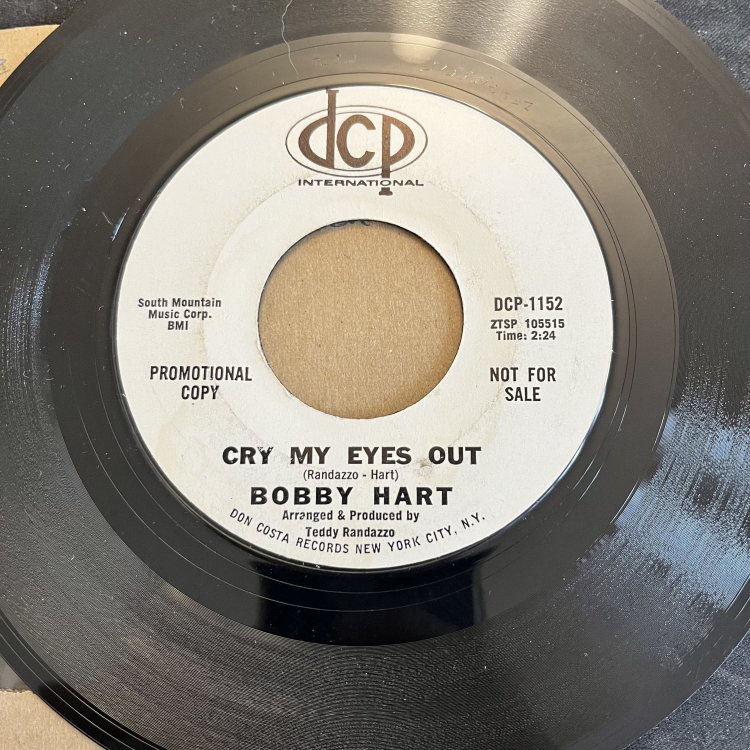 dcp
INTERNATIONAL
South Mountain
Music Corp.
BMI
DCP-1152
ZTSP 105515
Time: 2:24
PROMOTIONAL
COPY
NOT FOR
SALE
CRY MY EYES OUT
(Randazzo - Hart)
BOBBY HART
Arranged & Produced by
Teddy Randazzo
DON COSTA RECORDS NEW YORK CITY, N.Y.